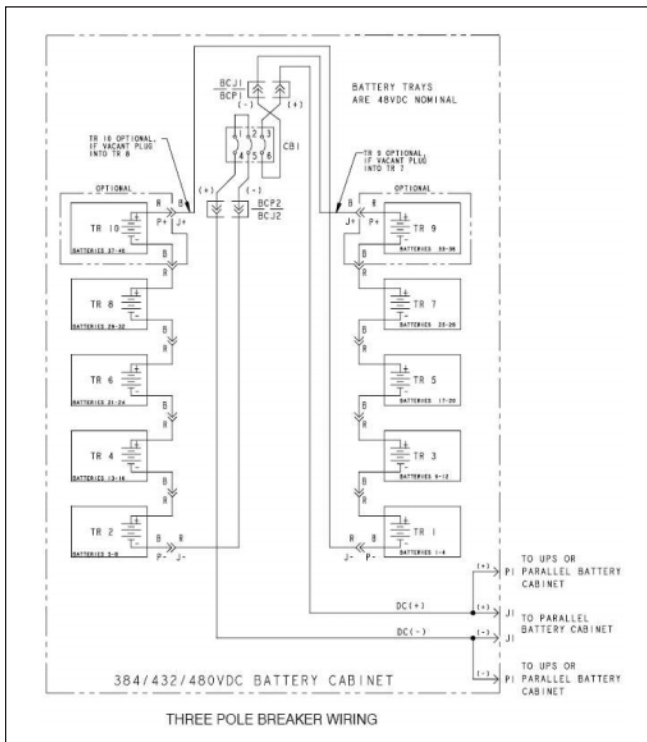 BCJ1
BCP1
(-)
(+)
BATTERY TRAYS
ARE 48VDC NOMINAL
1 2 3
4 5 6
CB1
TR 10 OPTIONAL,
IF VACANT PLUG
INTO TR 8
TR 9 OPTIONAL,
IF VACANT PLUG
INTO TR 7
(+)
(-)
BCP2
BCJ2
OPTIONAL
R B
P+ J+
TR 10
BATTERIES 37-40
B
R
TR 8
BATTERIES 29-32
B
R
TR 6
BATTERIES 21-24
B
R
TR 4
BATTERIES 13-16
B
R
TR 2
BATTERIES 5-8
B R
P- J-
OPTIONAL
B R
J+ P+
TR 9
BATTERIES 33-36
B
R
TR 7
BATTERIES 25-28
B
R
TR 5
BATTERIES 17-20
B
R
TR 3
BATTERIES 9-12
B
R
TR 1
BATTERIES 1-4
R B
J- P-
(+) P1 TO UPS OR
PARALLEL BATTERY
CABINET
DC(+) (+) J1
TO PARALLEL
BATTERY CABINET
DC(-) (-) J1
(-) P1 TO UPS OR
PARALLEL BATTERY
CABINET
384/432/480VDC BATTERY CABINET
THREE POLE BREAKER WIRING